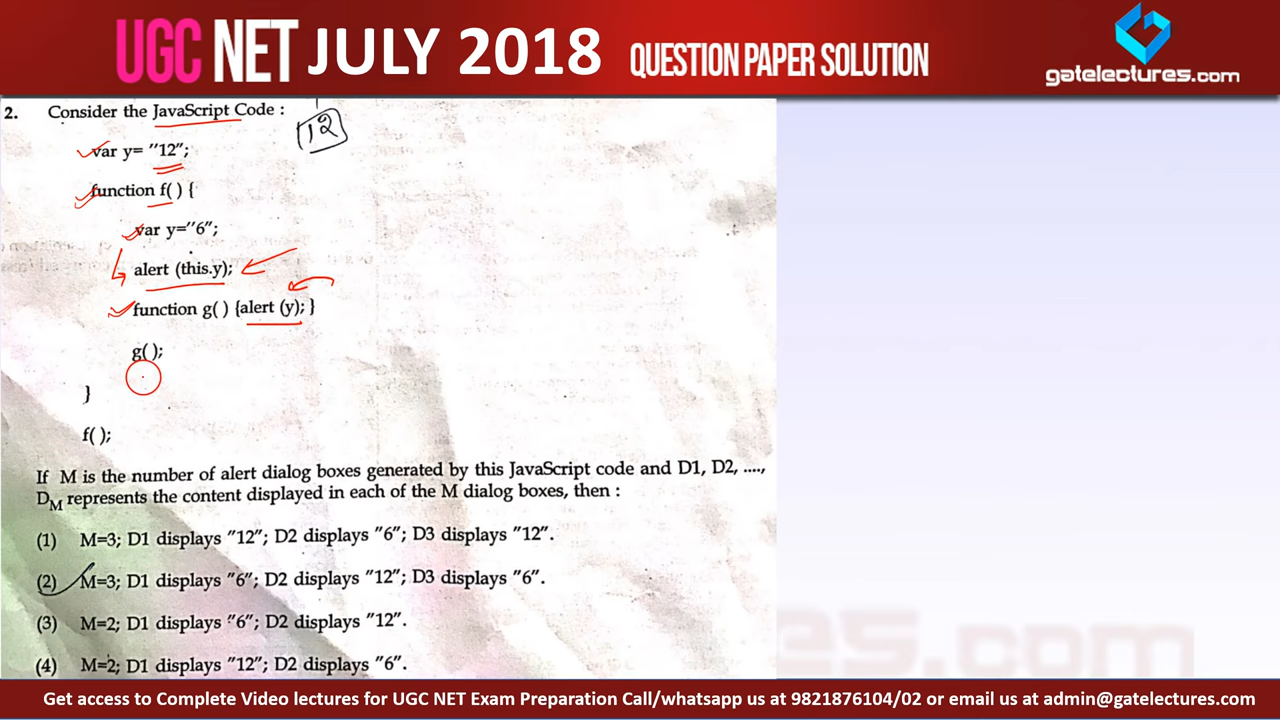 UGC NET JULY 2018 QUESTION PAPER SOLUTION
gatelectures.com
2. Consider the JavaScript Code :
12
var y= "12";
function f( ) {
var y="6";
alert (this.y);
function g( ) {alert (y); }
g( );
}
f( );
If M is the number of alert dialog boxes generated by this JavaScript code and D1, D2, ....,
DM represents the content displayed in each of the M dialog boxes, then :
(1) M=3; D1 displays "12"; D2 displays "6"; D3 displays "12".
(2) M=3; D1 displays "6"; D2 displays "12"; D3 displays "6".
(3) M=2; D1 displays "6"; D2 displays "12".
(4) M=2; D1 displays "12"; D2 displays "6".
es.com
Get access to Complete Video lectures for UGC NET Exam Preparation Call/whatsapp us at 9821876104/02 or email us at admin@gatelectures.com